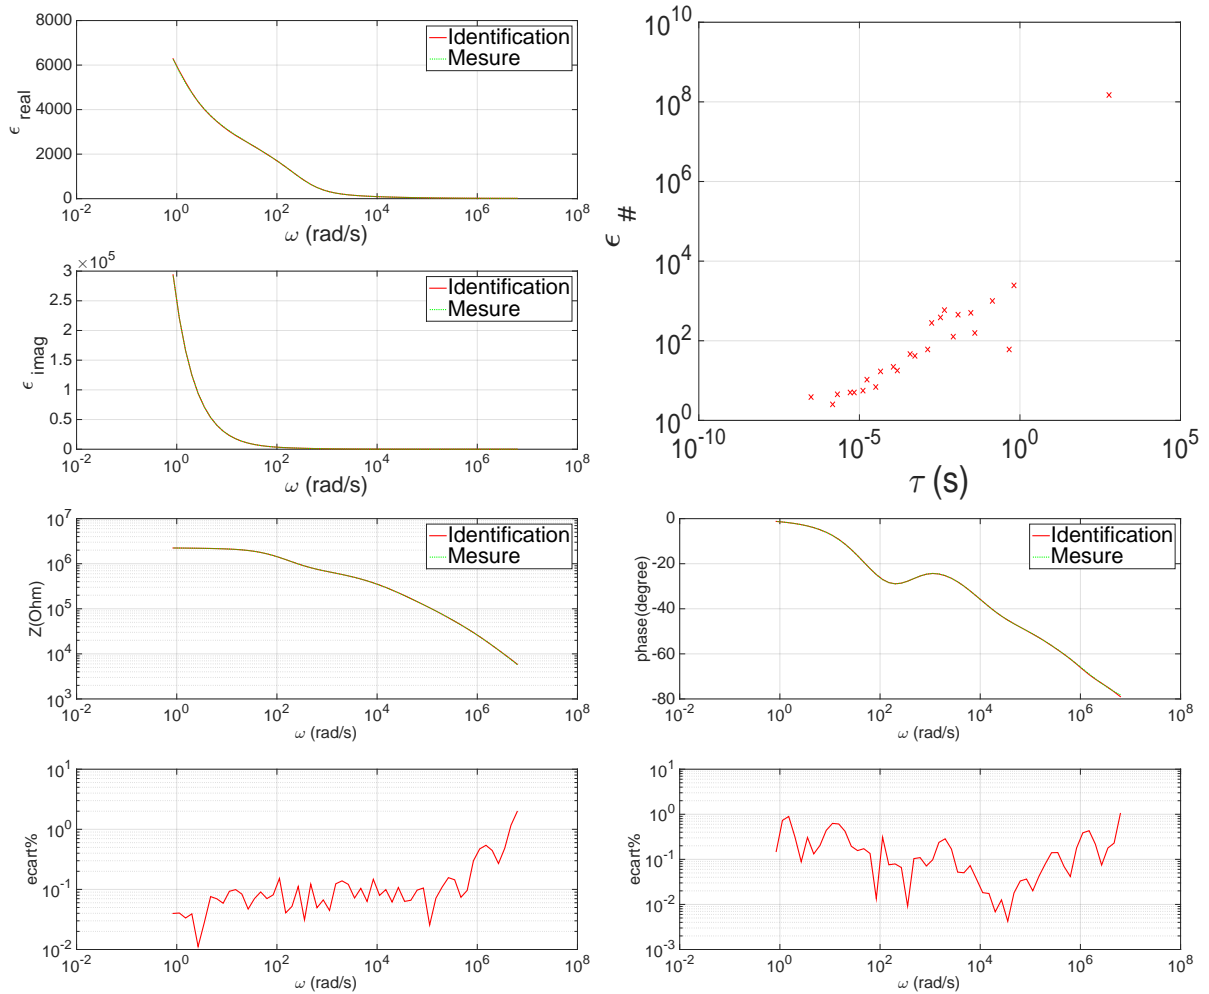 8000
6000
4000
2000
0
ϵ real
10^-2 10^0 10^2 10^4 10^6 10^8
ω (rad/s)
Identification
Mesure
3 ×10^5
2.5
2
1.5
1
0.5
0
ϵ imag
10^-2 10^0 10^2 10^4 10^6 10^8
ω (rad/s)
Identification
Mesure
10^10
10^8
10^6
10^4
10^2
10^0
ϵ #
10^-10 10^-5 10^0 10^5
τ (s)
10^7
10^6
10^5
10^4
10^3
Z(Ohm)
10^-2 10^0 10^2 10^4 10^6 10^8
ω (rad/s)
Identification
Mesure
0
-20
-40
-60
-80
phase(degree)
10^-2 10^0 10^2 10^4 10^6 10^8
ω (rad/s)
Identification
Mesure
10^1
10^0
10^-1
10^-2
ecart%
10^-2 10^0 10^2 10^4 10^6 10^8
ω (rad/s)
10^1
10^0
10^-1
10^-2
10^-3
ecart%
10^-2 10^0 10^2 10^4 10^6 10^8
ω (rad/s)